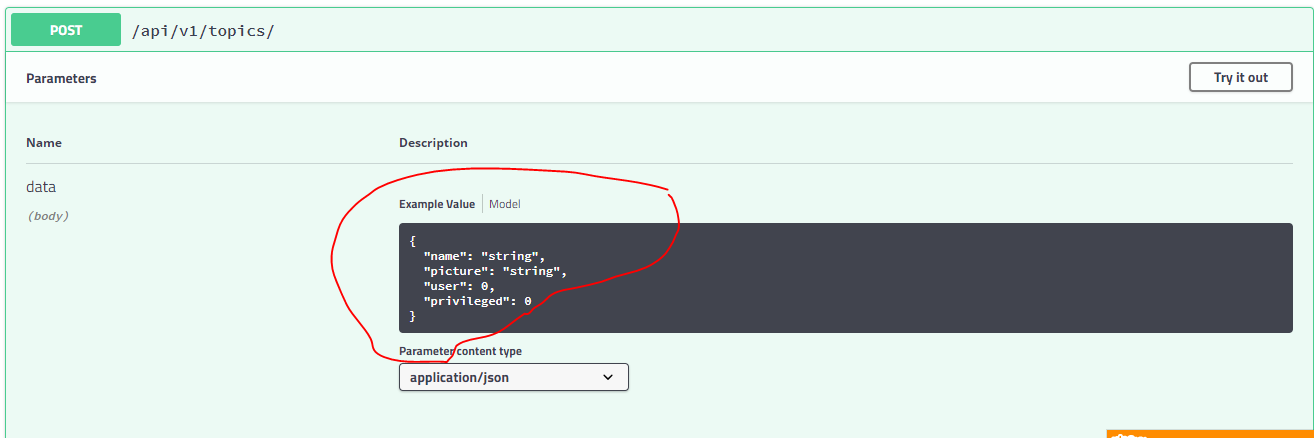 POST /api/v1/topics/
Parameters
Try it out
Name Description
data
(body)
Example Value Model
{
"name": "string",
"picture": "string",
"user": 0,
"privileged": 0
}
Parameter content type
application/json